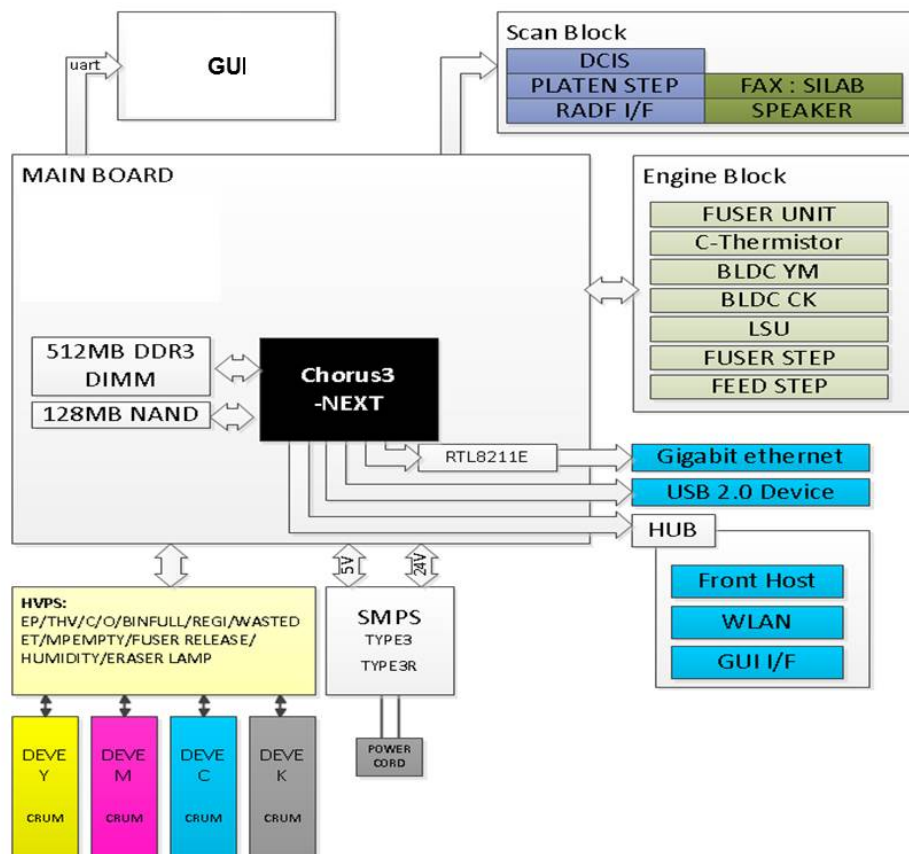 uart
GUI
Scan Block
DCIS
PLATEN STEP
FAX : SILAB
RADF I/F
SPEAKER
MAIN BOARD
Engine Block
FUSER UNIT
C-Thermistor
BLDC YM
BLDC CK
LSU
FUSER STEP
FEED STEP
512MB DDR3
DIMM
128MB NAND
Chorus3
-NEXT
RTL8211E
Gigabit ethernet
USB 2.0 Device
HUB
Front Host
WLAN
GUI I/F
5V
24V
HVPS:
EP/THV/C/O/BINFULL/REGI/WASTED
ET/MPEMPTY/FUSER RELEASE/
HUMIDITY/ERASER LAMP
SMPS
TYPE3
TYPE3R
POWER
CORD
DEVE
Y
CRUM
DEVE
M
CRUM
DEVE
C
CRUM
DEVE
K
CRUM